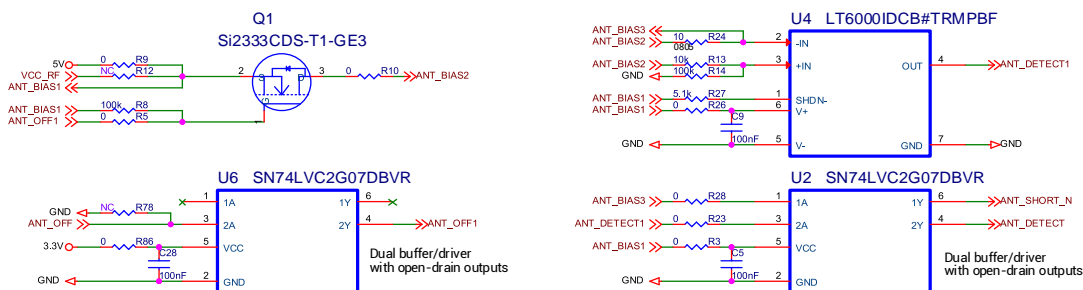 Q1
Si2333CDS-T1-GE3
5V
0 R9
VCC_RF
NC R12
ANT_BIAS1
2
S
D
3
0 R10
ANT_BIAS2
ANT_BIAS1
100k R8
ANT_OFF1
0 R5
G
U4 LT6000IDCB#TRMPBF
ANT_BIAS3
ANT_BIAS2
10 R24
0805
2
-IN
ANT_BIAS2
10k R13
3
+IN
GND
100k R14
OUT
4
ANT_DETECT1
ANT_BIAS1
5.1k R27
1
SHDN-
ANT_BIAS1
0 R26
6
V+
C9
100nF
GND
5
V-
GND
7
GND
U6 SN74LVC2G07DBVR
1
1A
1Y
6
GND
NC R78
ANT_OFF
3
2A
2Y
4
ANT_OFF1
3.3V
0 R86
5
VCC
C28
100nF
GND
2
GND
Dual buffer/driver
with open-drain outputs
U2 SN74LVC2G07DBVR
ANT_BIAS3
0 R28
1
1A
1Y
6
ANT_SHORT_N
ANT_DETECT1
0 R23
3
2A
2Y
4
ANT_DETECT
ANT_BIAS1
0 R3
5
VCC
C5
100nF
GND
2
GND
Dual buffer/driver
with open-drain outputs